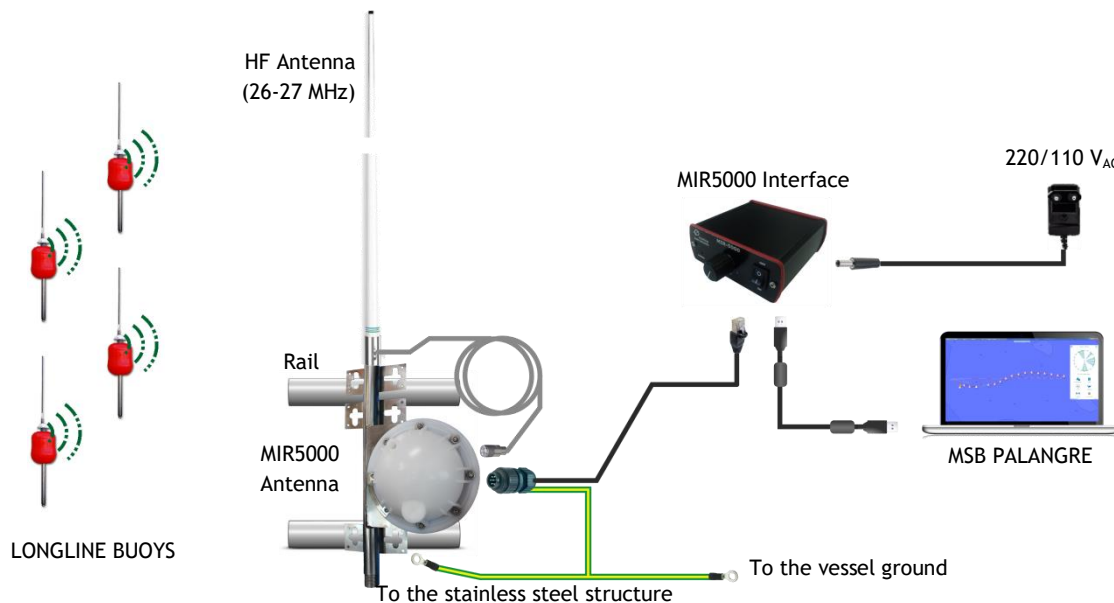 HF Antenna
(26-27 MHz)
220/110 VAC
MIR5000 Interface
Rail
MIR5000
Antenna
MSB PALANGRE
LONGLINE BUOYS
To the vessel ground
To the stainless steel structure